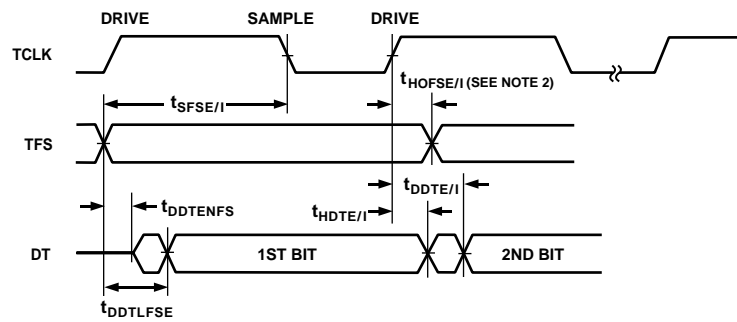 DRIVE SAMPLE DRIVE
TCLK
tHOFSE/I (SEE NOTE 2)
tSFSE/I
TFS
tDDTE/I
tDDTENFS
tHDTE/I
DT 1ST BIT 2ND BIT
tDDTLFSE